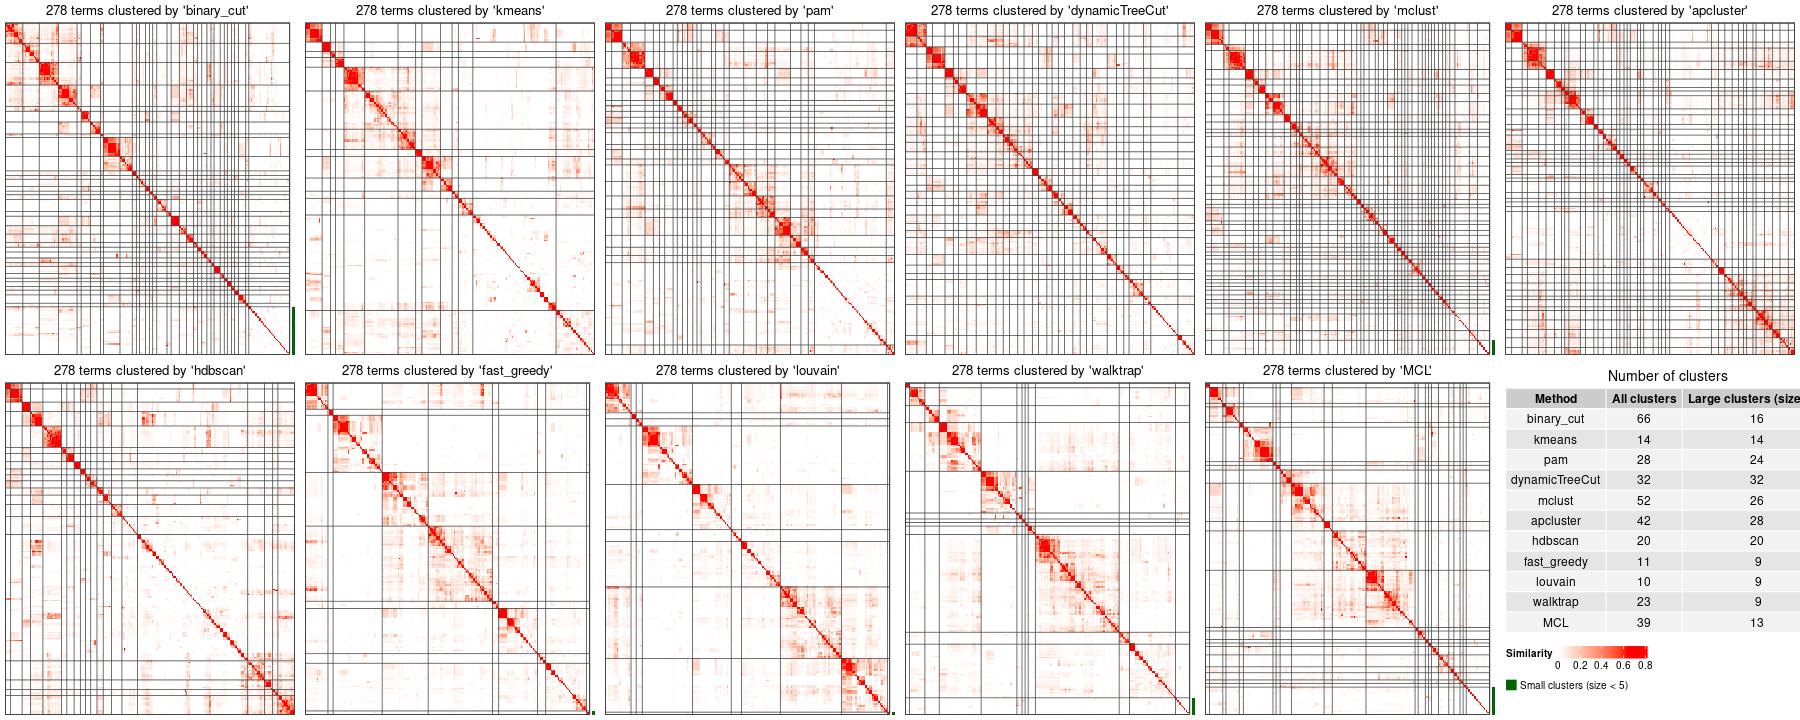 278 terms clustered by 'binary_cut'
278 terms clustered by 'kmeans'
278 terms clustered by 'pam'
278 terms clustered by 'dynamicTreeCut'
278 terms clustered by 'mclust'
278 terms clustered by 'apcluster'
278 terms clustered by 'hdbscan'
278 terms clustered by 'fast_greedy'
278 terms clustered by 'louvain'
278 terms clustered by 'walktrap'
278 terms clustered by 'MCL'
Number of clusters
Method All clusters Large clusters (size
binary_cut 66 16
kmeans 14 14
pam 28 24
dynamicTreeCut 32 32
mclust 52 26
apcluster 42 28
hdbscan 20 20
fast_greedy 11 9
louvain 10 9
walktrap 23 9
MCL 39 13
Similarity
0 0.2 0.4 0.6 0.8
Small clusters (size < 5)